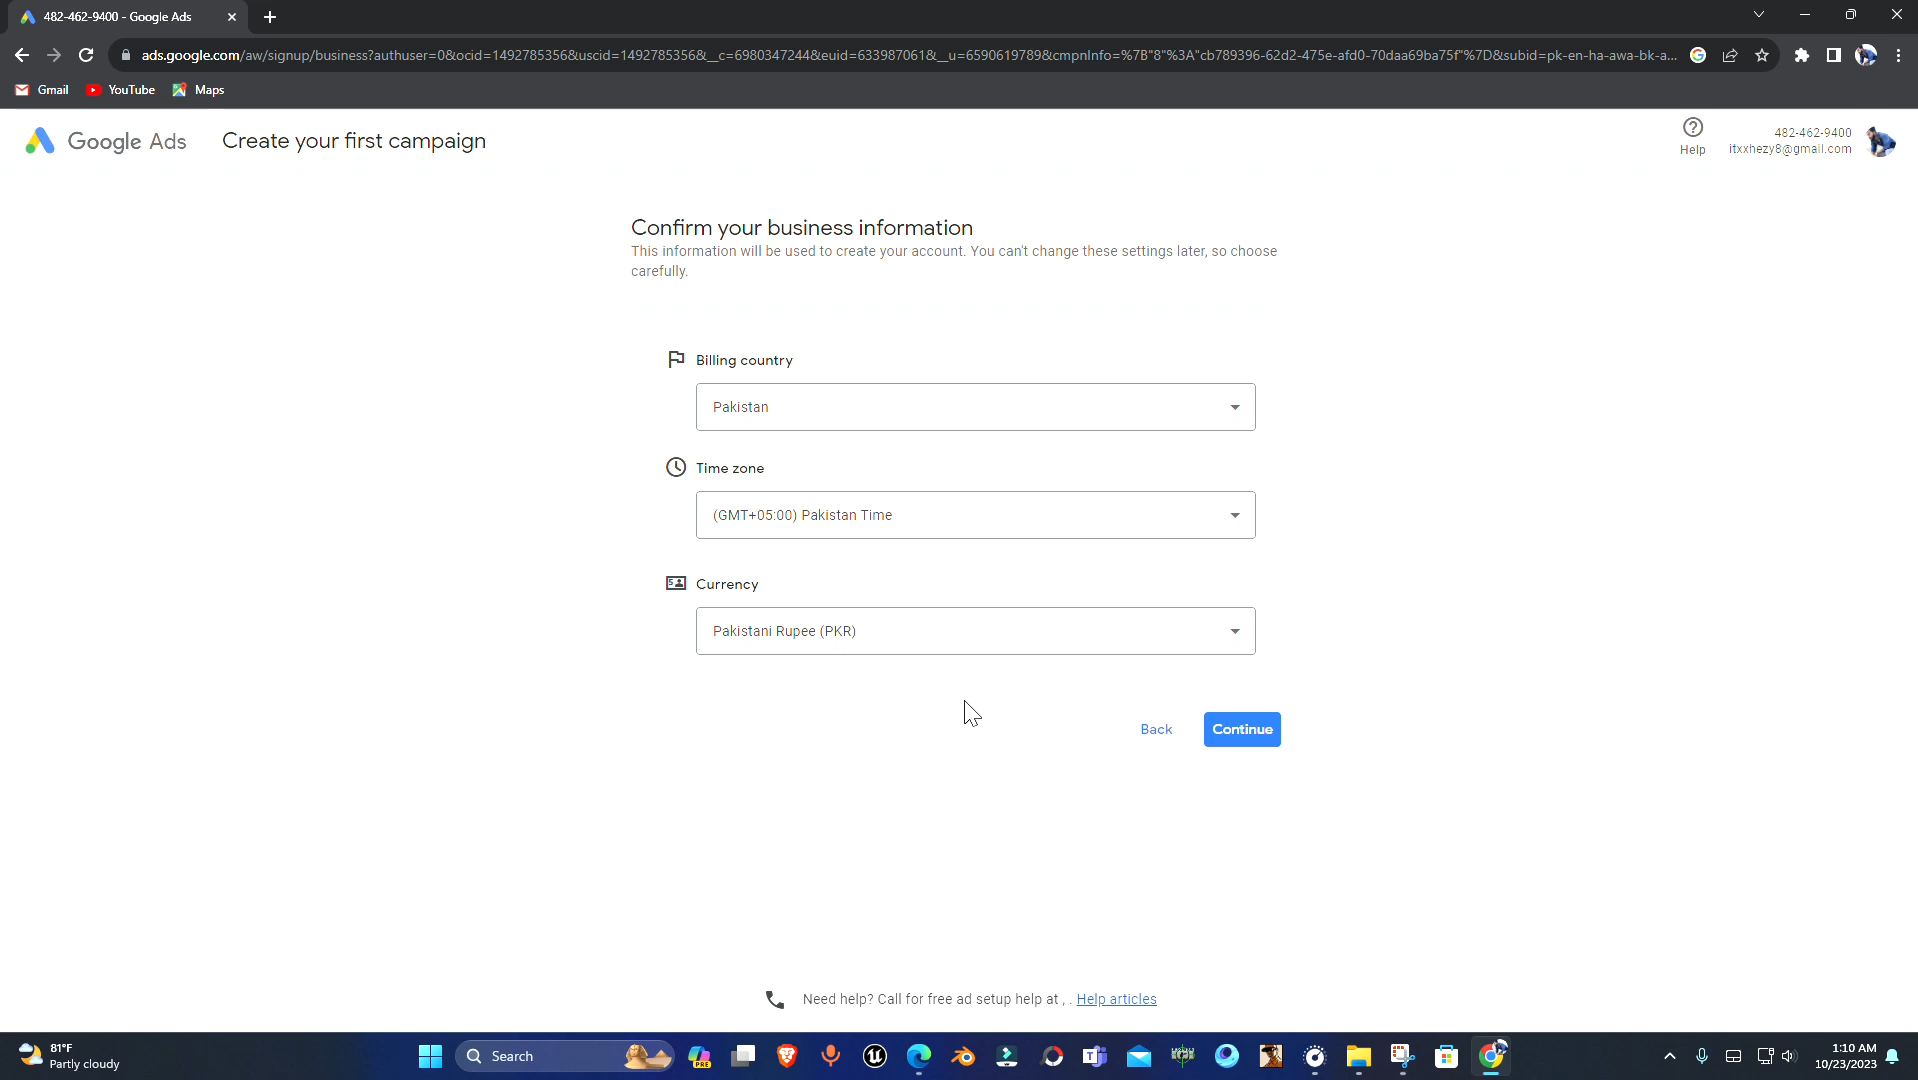 482-462-9400 - Google Ads
ads.google.com/aw/signup/business?authuser=0&ocid=1492785356&uscid=1492785356&__c=6980347244&euid=633987061&__u=6590619789&cmpnInfo=%7B"8"%3A"cb789396-62d2-475e-afd0-70daa69ba75f"%7D&subid=pk-en-ha-awa-bk-a...
Gmail YouTube Maps
Google Ads Create your first campaign
Help
482-462-9400
itxxhezy8@gmail.com
Confirm your business information
This information will be used to create your account. You can't change these settings later, so choose
carefully.
Billing country
Pakistan
Time zone
(GMT+05:00) Pakistan Time
Currency
Pakistani Rupee (PKR)
Back Continue
Need help? Call for free ad setup help at , . Help articles
81°F
Partly cloudy
Search
PRE
1:10 AM
10/23/2023